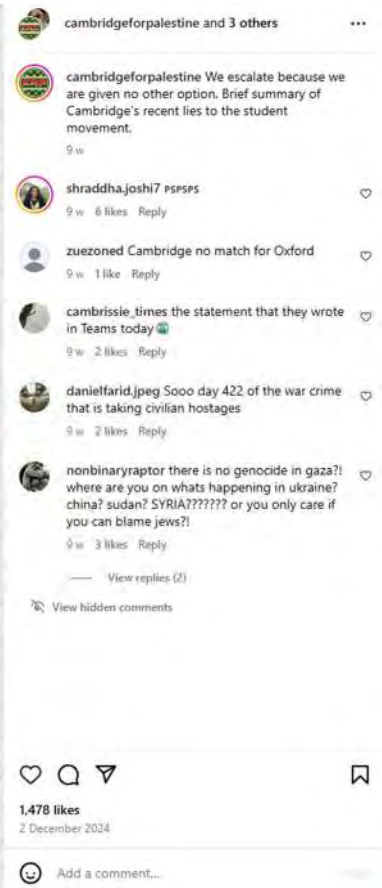 cambridgeforpalestine and 3 others
cambridgeforpalestine We escalate because we
are given no other option. Brief summary of
Cambridge's recent lies to the student
movement.
9 w
shraddha.joshi7 PSPSPS
9 w 6 likes Reply
zuezoned Cambridge no match for Oxford
9 w 1 like Reply
cambrissie_times the statement that they wrote
in Teams today
9 w 2 likes Reply
danielfarid.jpeg Sooo day 422 of the war crime
that is taking civilian hostages
9 w 2 likes Reply
nonbinaryraptor there is no genocide in gaza?!
where are you on whats happening in ukraine?
china? sudan? SYRIA??????? or you only care if
you can blame jews?!
9 w 3 likes Reply
View replies (2)
View hidden comments
1,478 likes
2 December 2024
Add a comment...